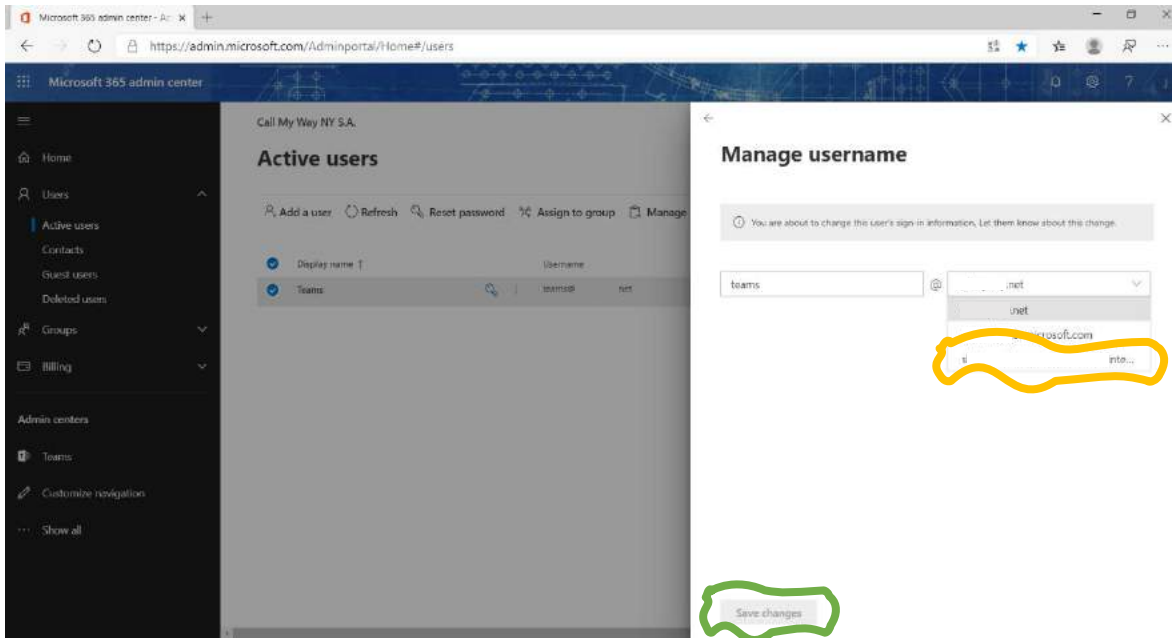 Microsoft 365 admin center - Ac
https://admin.microsoft.com/Adminportal/Home#/users
Microsoft 365 admin center
?
Call My Way NY S.A.
Manage username
Home
Active users
Users
Add a user Refresh Reset password Assign to group Manage
You are about to change this user's sign-in information, Let them know about this change.
Active users
Contacts
Display name ↑ Username
Guest users
teams @ .net
Teams teams@ .net
Deleted users
.net
Groups
microsoft.com
Billing
into...
Admin centers
Teams
Customize navigation
Show all
Save changes